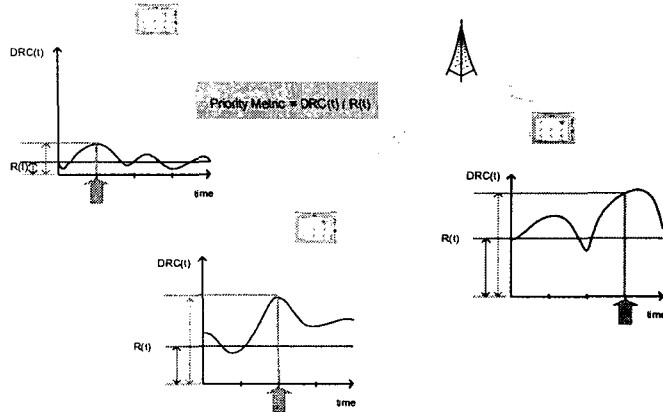 DRC(t)
Priority Metric = DRC(t) / R(t)
R(t)
time
DRC(t)
R(t)
time
DRC(t)
R(t)
time